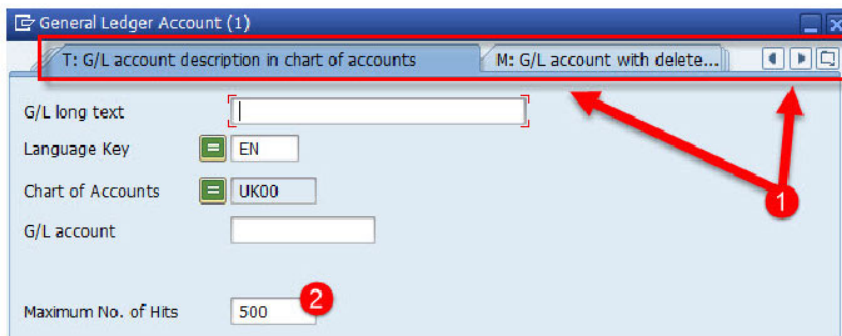 General Ledger Account (1)
T: G/L account description in chart of accounts M: G/L account with delete...
G/L long text
Language Key = EN
Chart of Accounts = UK00
G/L account
1
Maximum No. of Hits 500 2